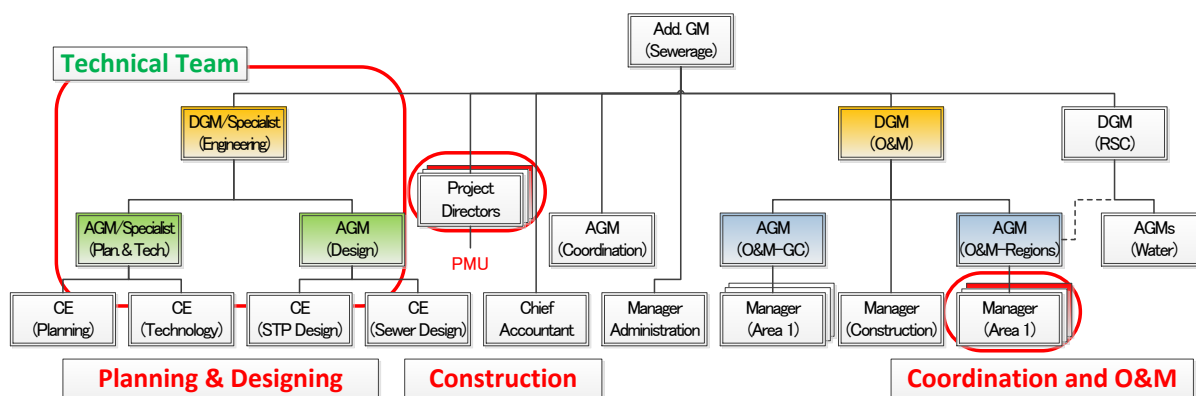 Add. GM
(Sewerage)
Technical Team
DGM/Specialist
(Engineering)
DGM
(O&M)
DGM
(RSC)
Project
Directors
PMU
AGM/Specialist
(Plan. & Tech.)
AGM
(Design)
AGM
(Coordination)
AGM
(O&M-GC)
AGM
(O&M-Regions)
AGMs
(Water)
CE
(Planning)
CE
(Technology)
CE
(STP Design)
CE
(Sewer Design)
Chief
Accountant
Manager
Administration
Manager
(Area 1)
Manager
(Construction)
Manager
(Area 1)
Planning & Designing
Construction
Coordination and O&M